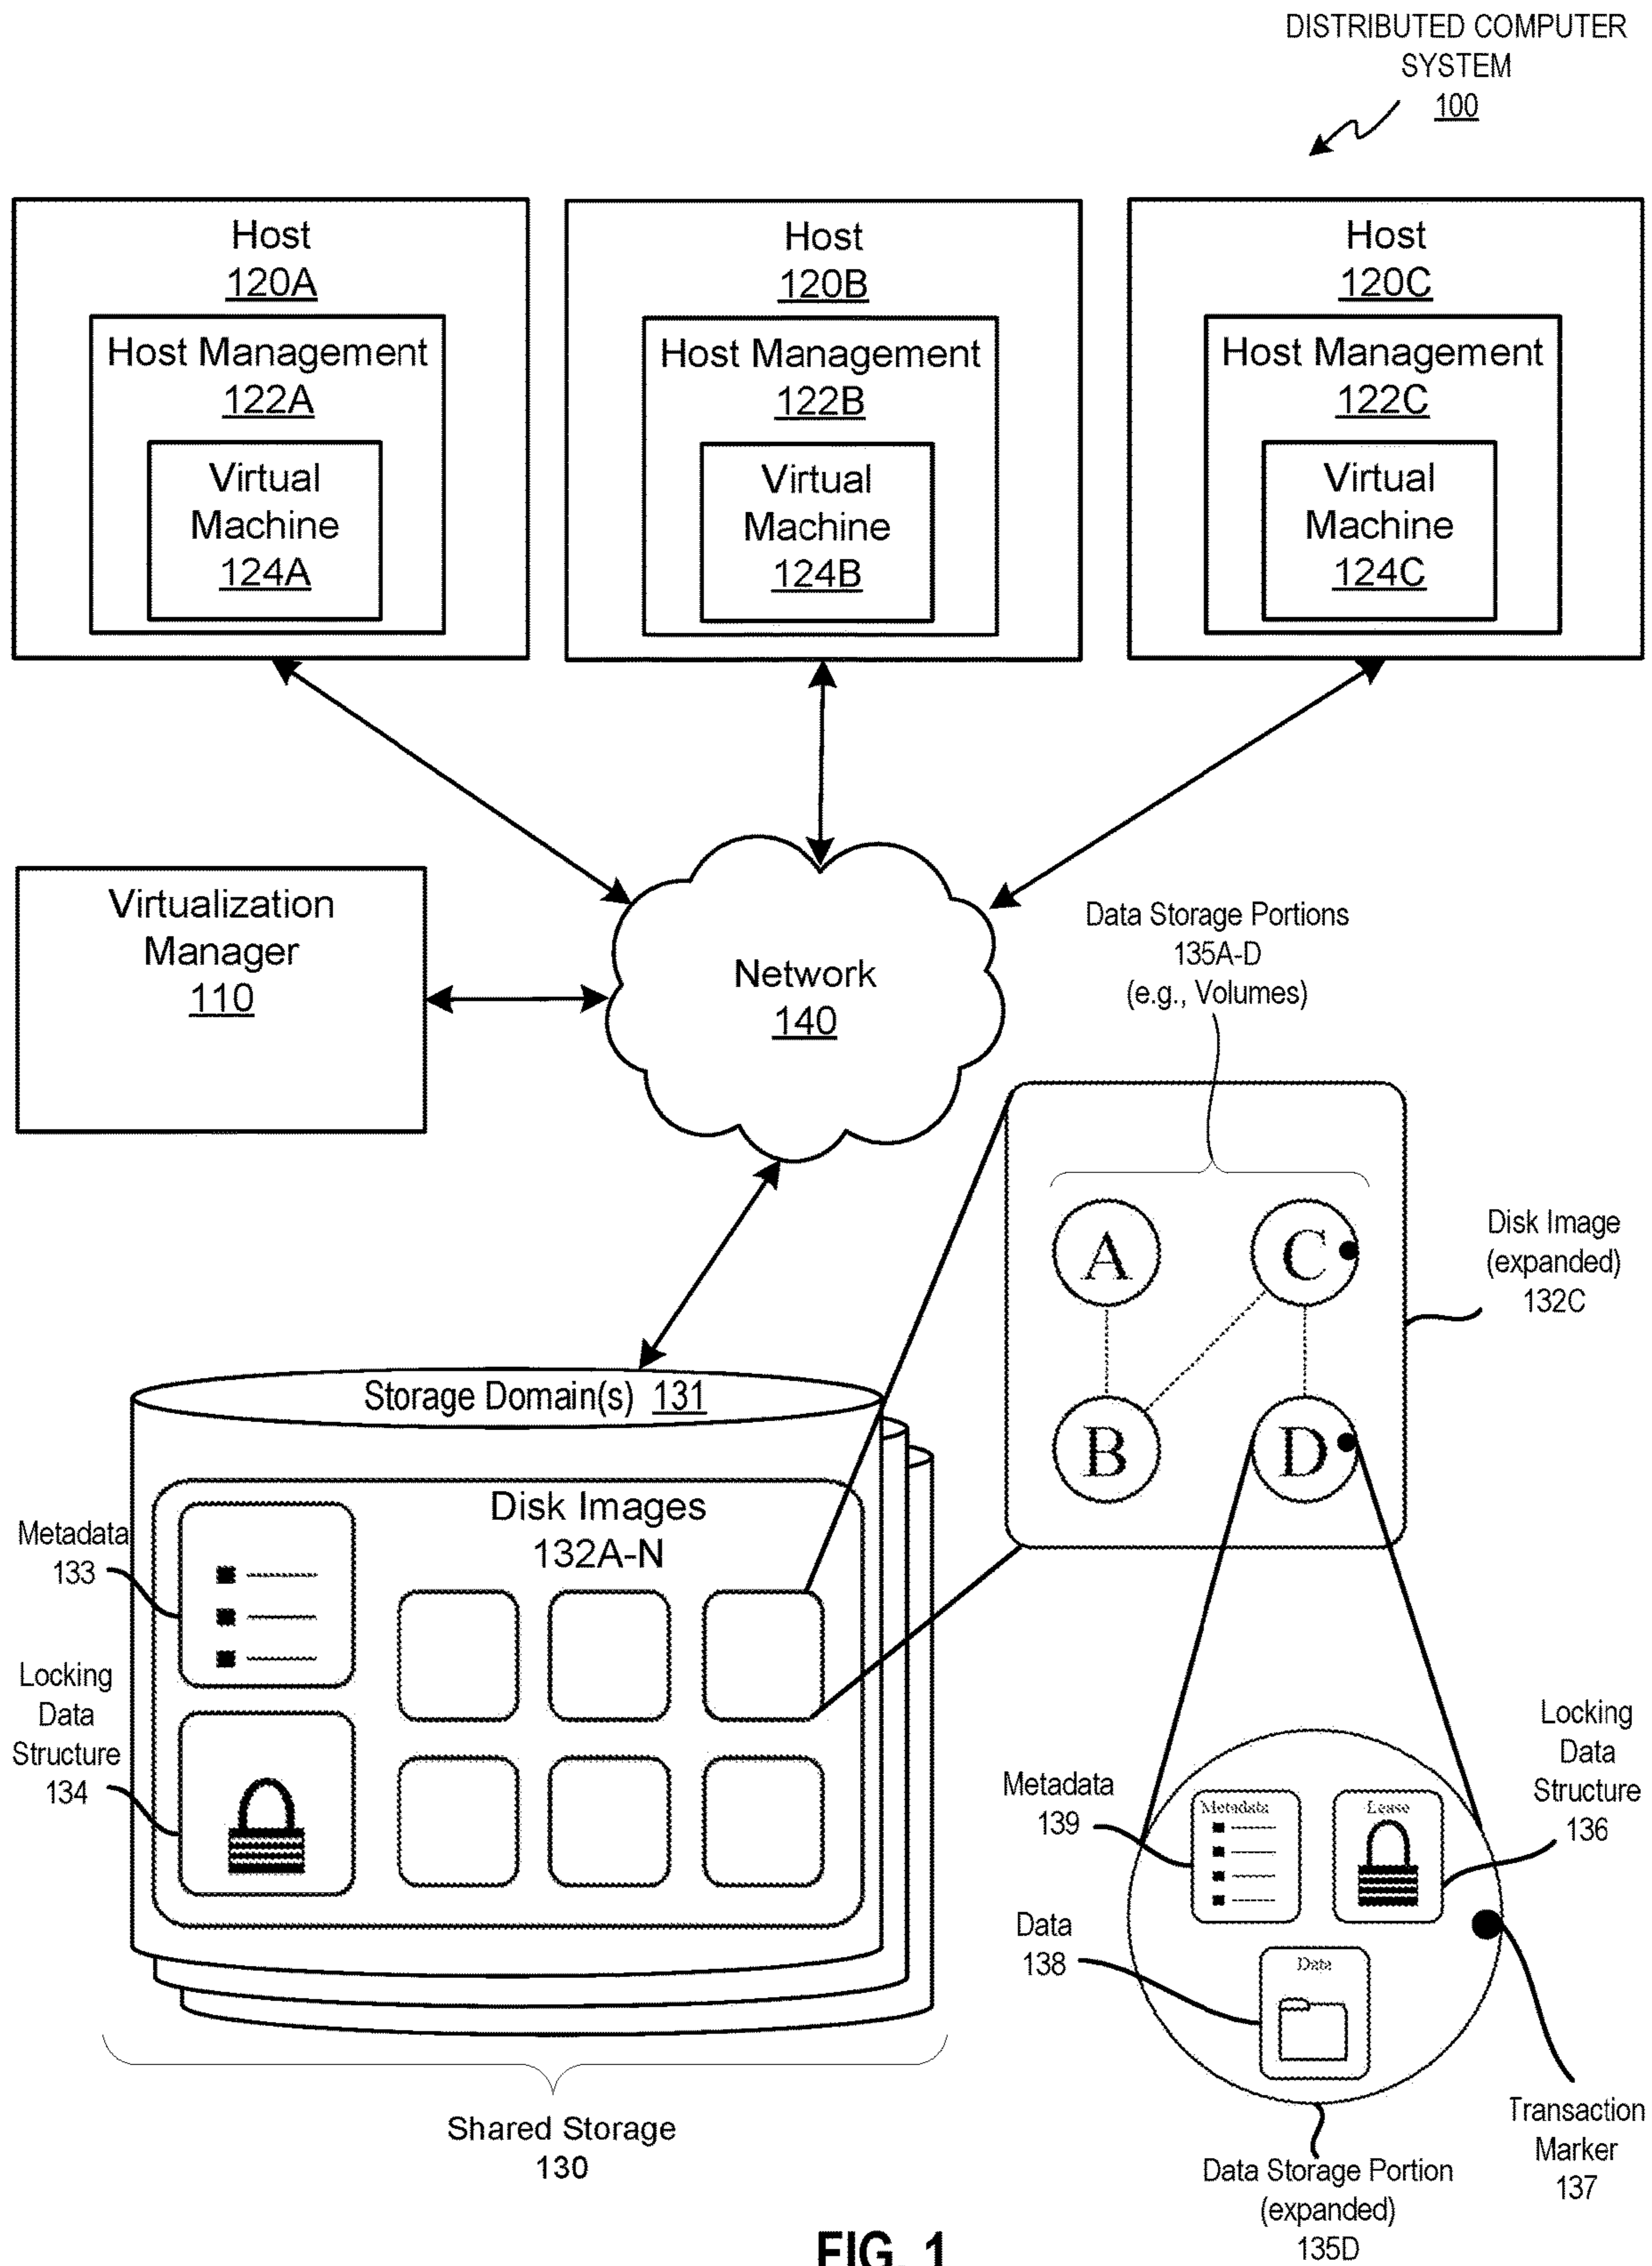 DISTRIBUTED COMPUTER
SYSTEM
100
Host
120A
Host Management
122A
Virtual
Machine
124A
Host
120B
Host Management
122B
Virtual
Machine
124B
Host
120C
Host Management
122C
Virtual
Machine
124C
Virtualization
Manager
110
Network
140
Data Storage Portions
135A-D
(e.g., Volumes)
A
C
B
D
Disk Image
(expanded)
132C
Storage Domain(s) 131
Disk Images
132A-N
Metadata
133
Locking
Data
Structure
134
Shared Storage
130
Metadata
139
Metadata
Lease
Locking
Data
Structure
136
Data
138
Data
Transaction
Marker
137
Data Storage Portion
(expanded)
135D
FIG. 1